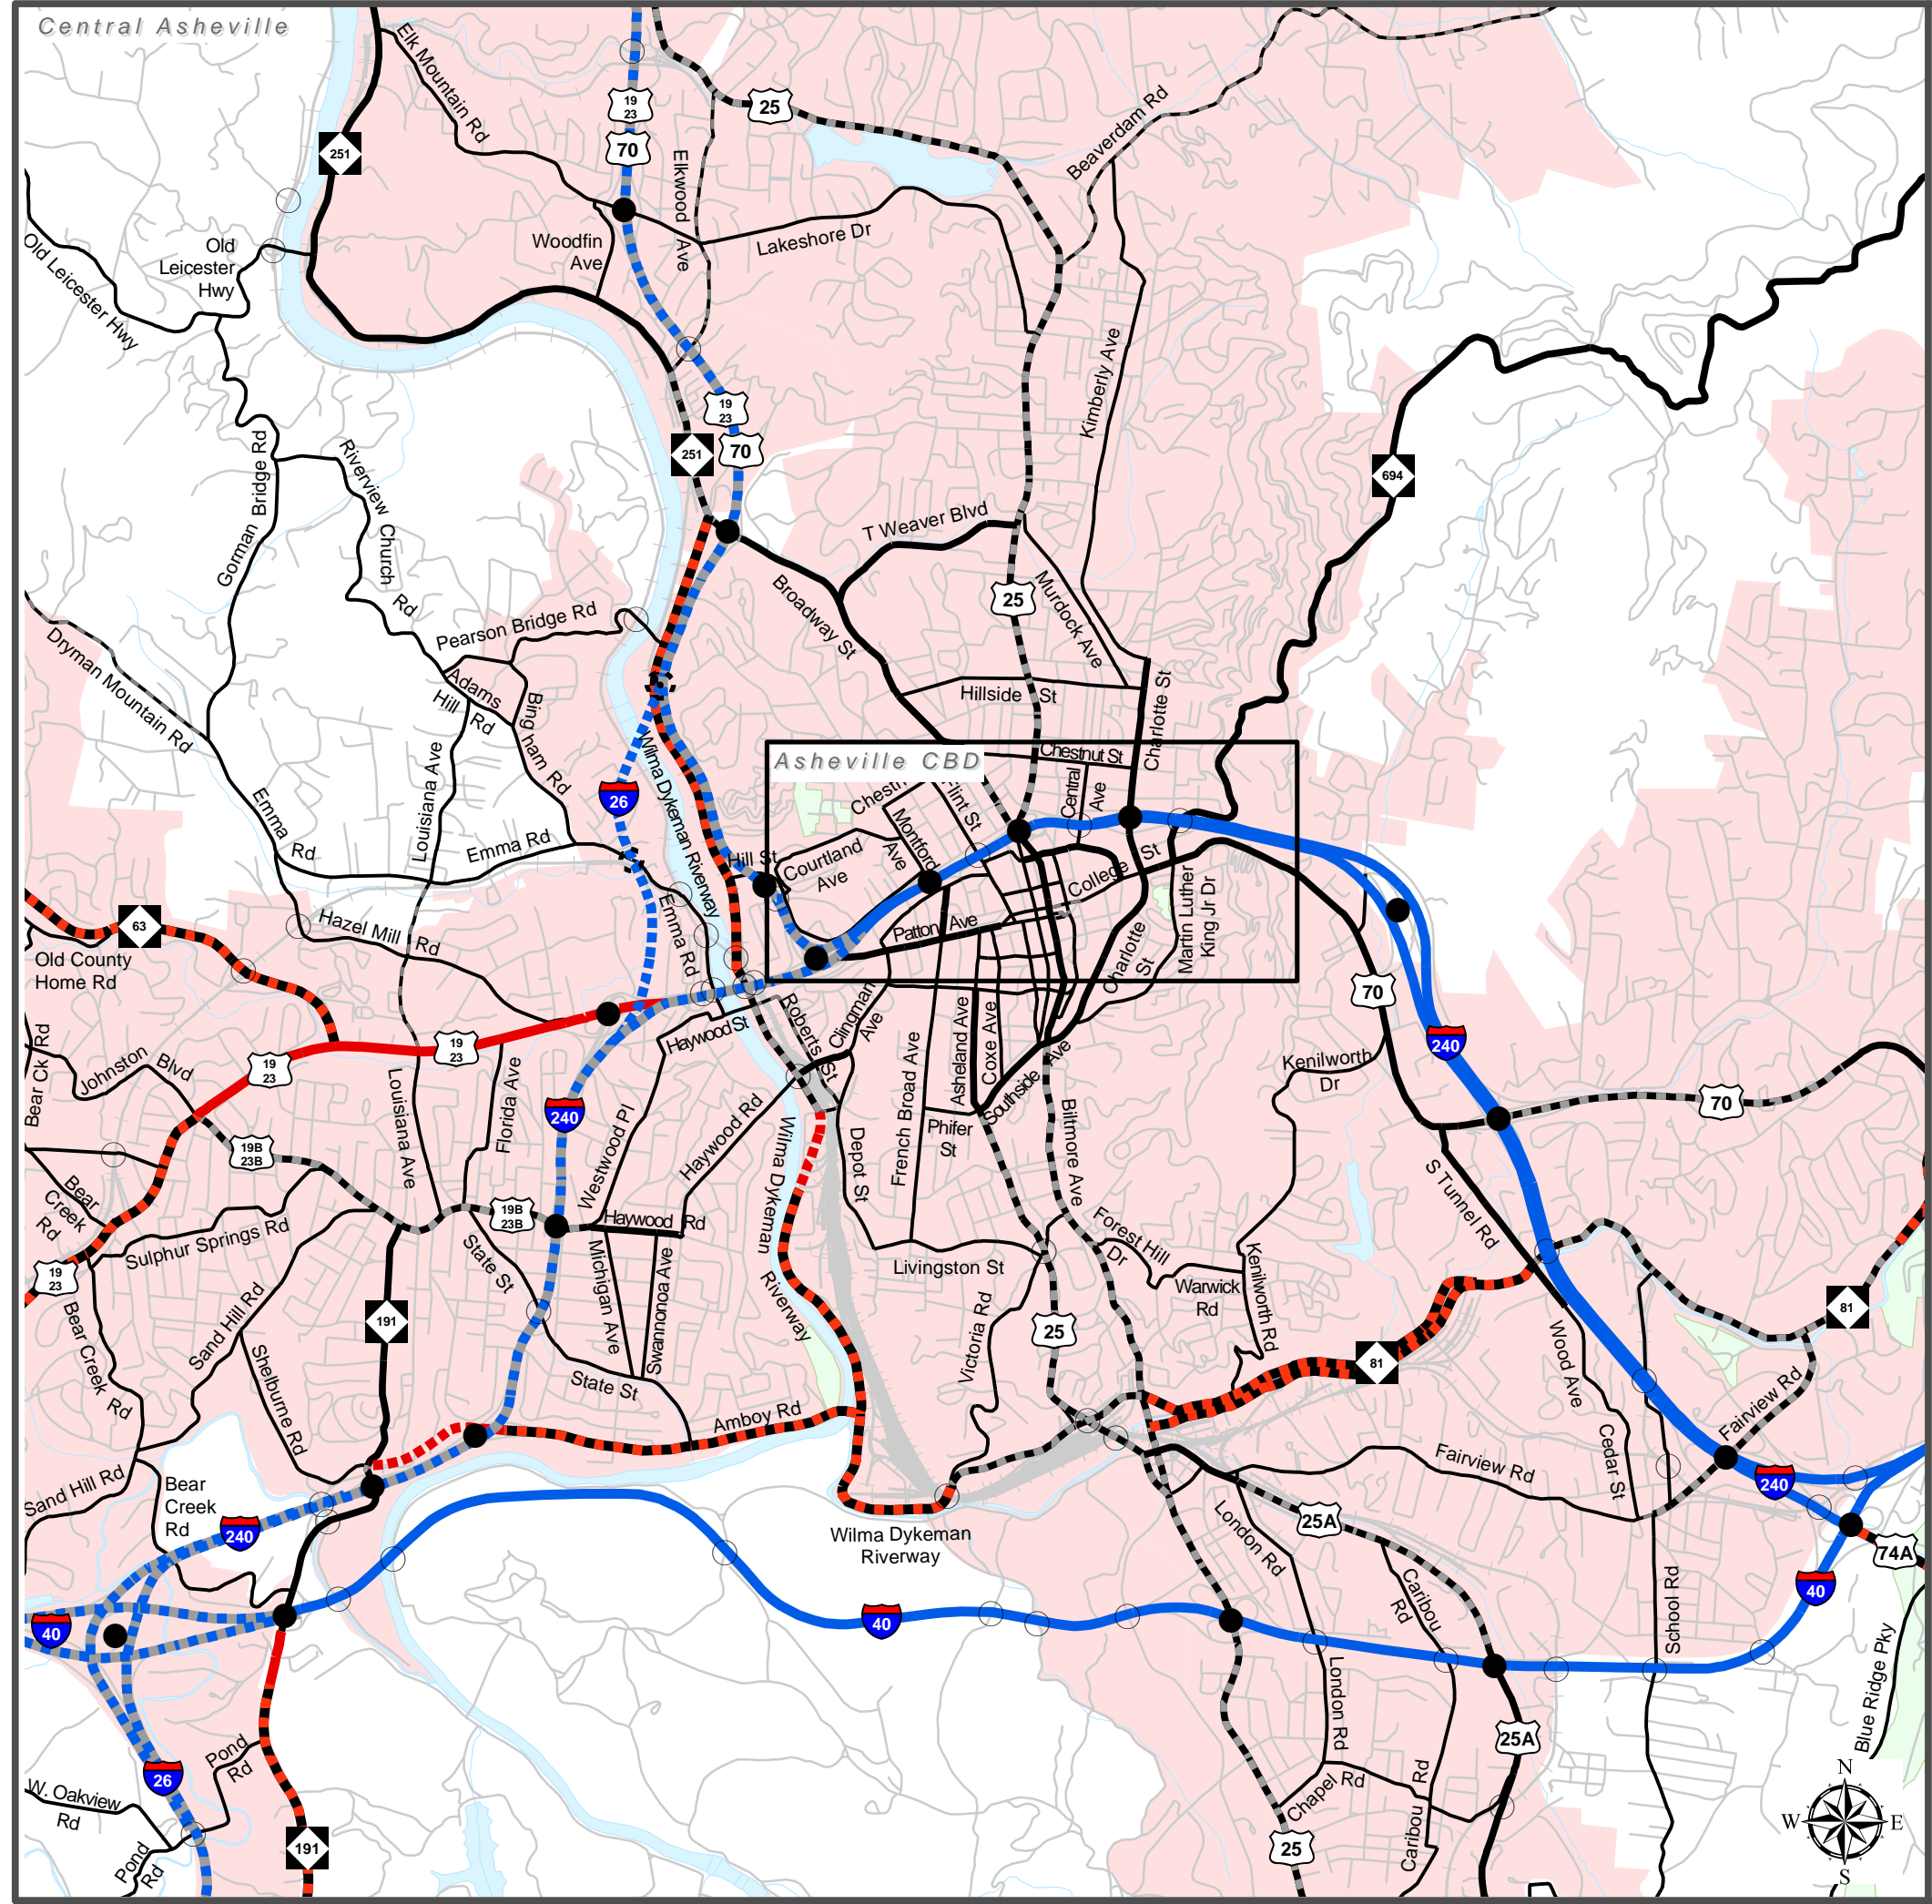 Central Asheville
Elk Mountain Rd
19
23
70
25
251
Elkwood
Ave
Beaverdam Rd
Old Leicester Hwy
Old
Leicester
Hwy
Woodfin
Ave
Lakeshore Dr
Kimberly Ave
19
23
70
251
694
Gorman Bridge Rd
Riverview Church Rd
T Weaver Blvd
Broadway St
25
Murdock Ave
Dryman Mountain Rd
Pearson Bridge Rd
Adams
Hill Rd
Bingham Rd
Hillside St
Charlotte St
Asheville CBD
Chestnut St
Central
Ave
Louisiana Ave
26
Wilma Dykeman Riverway
Montford
Ave
Emma
Rd
Emma Rd
Hill St
Courtland
Ave
College St
Martin Luther
King Jr Dr
Emma Rd
Patton Ave
Charlotte
St
63
Hazel Mill Rd
Old County
Home Rd
70
19
23
19
23
240
Haywood St
Roberts St
Clingman
Ave
Bear Ck Rd
Johnston Blvd
Louisiana Ave
Florida Ave
240
Westwood Pl
Haywood Rd
French Broad Ave
Asheland Ave
Coxe Ave
Southside Ave
Kenilworth
Dr
70
19B
23B
Wilma Dykeman
Riverway
Depot St
Phifer
St
Biltmore Ave
Bear
Creek
Rd
Sulphur Springs Rd
19B
23B
Haywood Rd
Forest Hill
Dr
S Tunnel Rd
19
23
State St
Michigan Ave
Swannonoa Ave
Livingston St
Warwick
Rd
Kenilworth Rd
Sand Hill Rd
Bear Creek Rd
191
Victoria Rd
25
81
81
Shelburne Rd
State St
Amboy Rd
Wood Ave
Fairview Rd
Cedar St
Fairview Rd
Sand Hill Rd
Bear
Creek
Rd
240
Wilma Dykeman
Riverway
London Rd
25A
240
74A
Caribou
Rd
School Rd
40
40
40
London Rd
Blue Ridge Pky
26
Pond
Rd
25A
W. Oakview
Rd
Chapel Rd
Caribou Rd
Pond
Rd
191
25
N
W
E
S